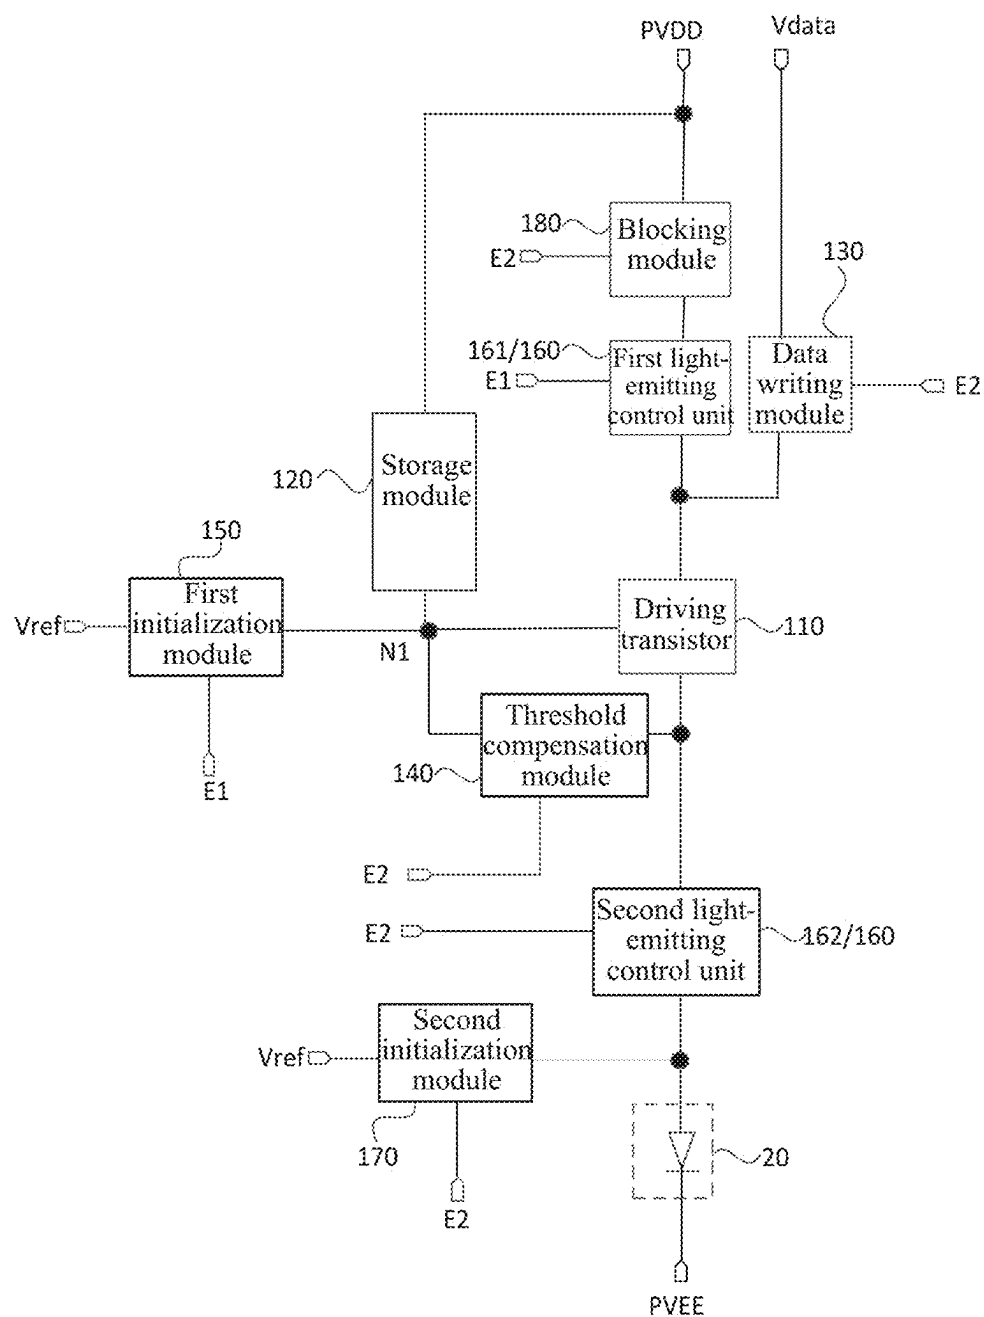 PVDD
Vdata
180
Blocking
module
E2
130
161/160
First light-
emitting
control unit
E1
Data
writing
module
E2
120
Storage
module
150
First
initialization
module
Vref
N1
Driving
transistor
110
E1
Threshold
compensation
module
140
E2
E2
Second light-
emitting
control unit
162/160
Second
initialization
module
Vref
170
E2
20
PVEE